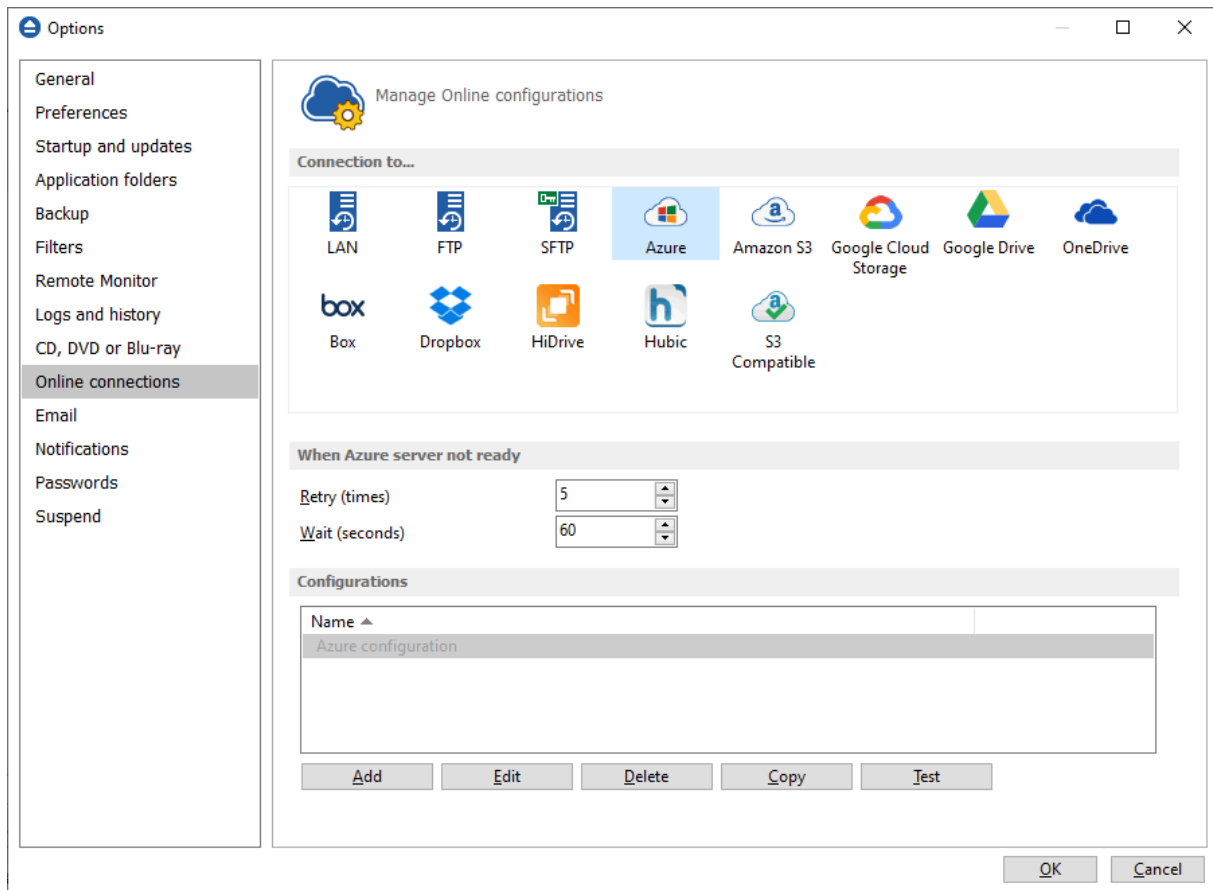 Options
General
Preferences
Startup and updates
Application folders
Backup
Filters
Remote Monitor
Logs and history
CD, DVD or Blu-ray
Online connections
Email
Notifications
Passwords
Suspend
Manage Online configurations
Connection to...
LAN
FTP
SFTP
Azure
Amazon S3
Google Cloud
Storage
Google Drive
OneDrive
box
Box
Dropbox
HiDrive
h
Hubic
S3
Compatible
When Azure server not ready
Retry (times)
5
Wait (seconds)
60
Configurations
Name
Azure configuration
Add
Edit
Delete
Copy
Test
OK
Cancel